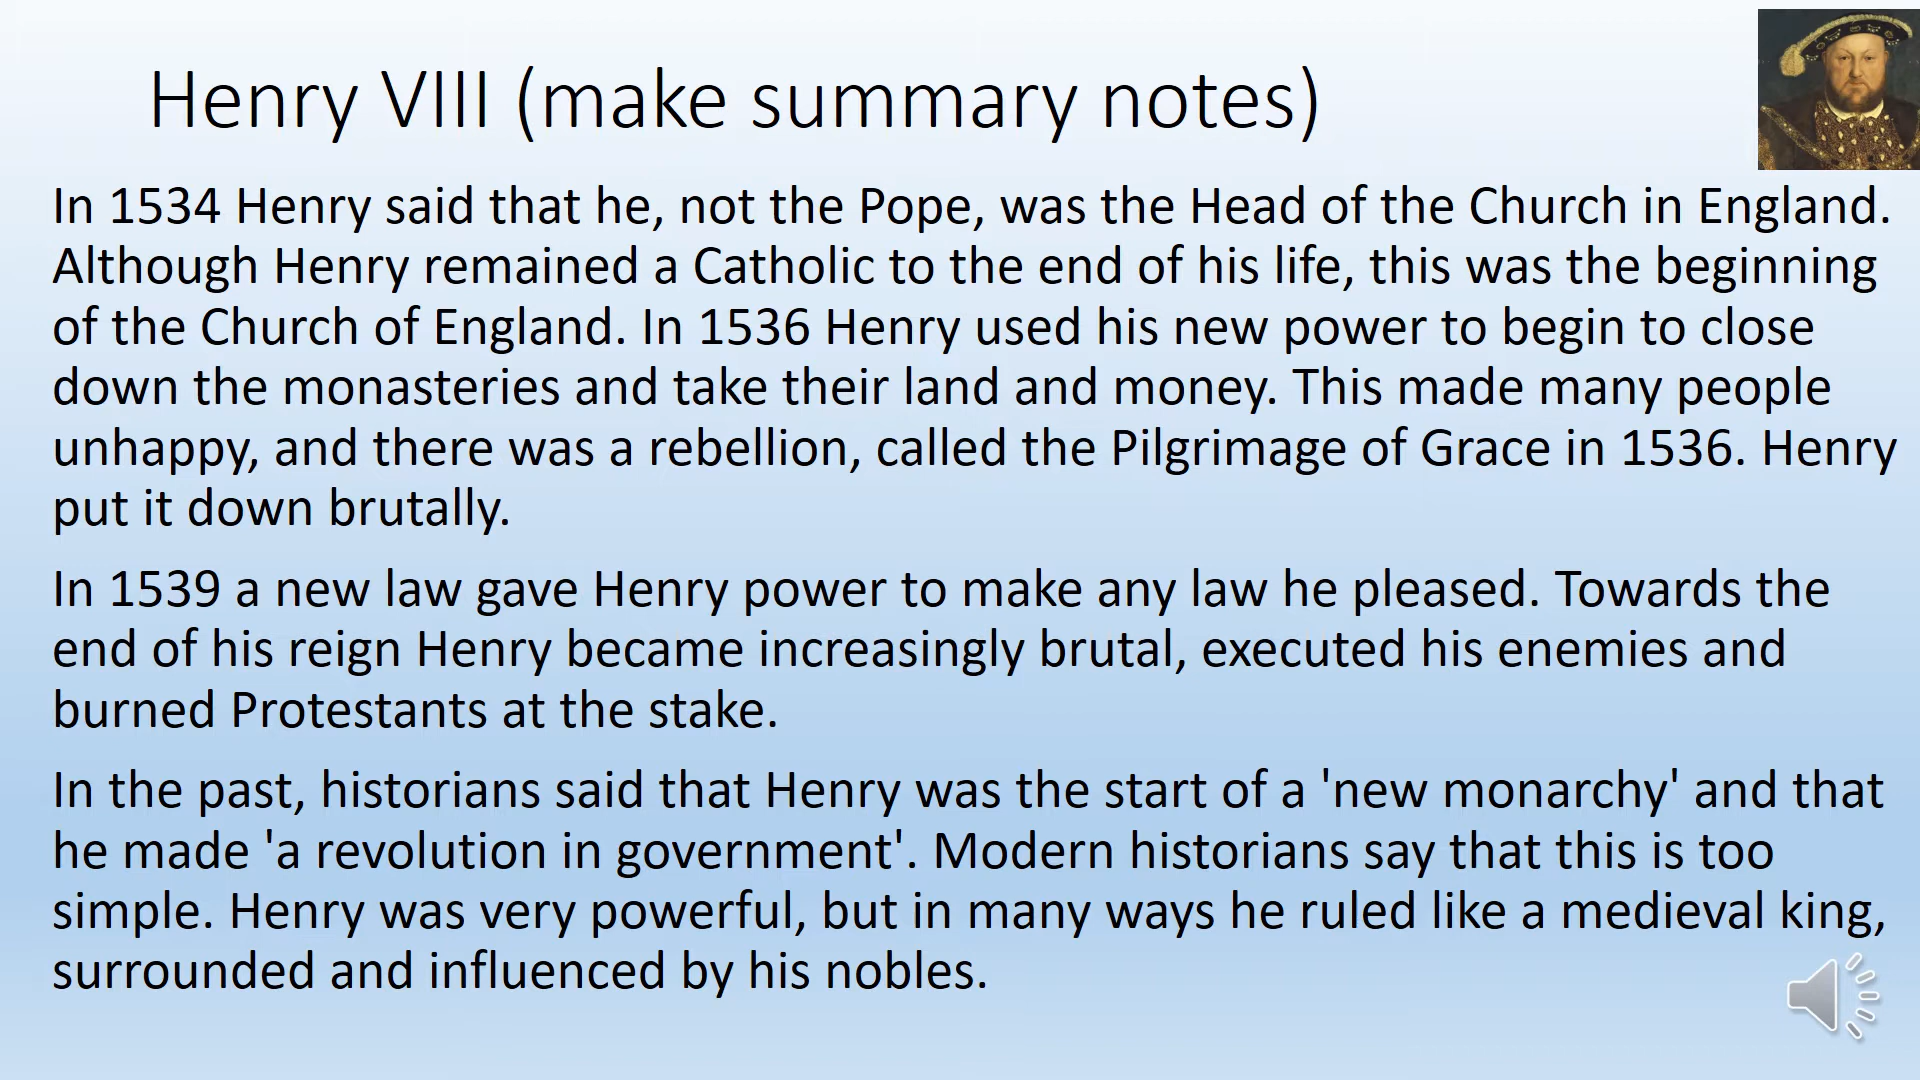 Henry VIII (make summary notes)
In 1534 Henry said that he, not the Pope, was the Head of the Church in England.
Although Henry remained a Catholic to the end of his life, this was the beginning
of the Church of England. In 1536 Henry used his new power to begin to close
down the monasteries and take their land and money. This made many people
unhappy, and there was a rebellion, called the Pilgrimage of Grace in 1536. Henry
put it down brutally.
In 1539 a new law gave Henry power to make any law he pleased. Towards the
end of his reign Henry became increasingly brutal, executed his enemies and
burned Protestants at the stake.
In the past, historians said that Henry was the start of a 'new monarchy' and that
he made 'a revolution in government'. Modern historians say that this is too
simple. Henry was very powerful, but in many ways he ruled like a medieval king,
surrounded and influenced by his nobles.